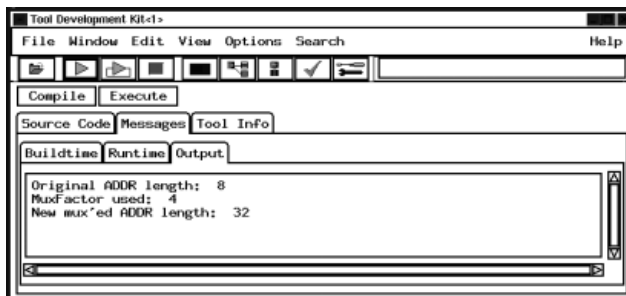 Tool Development Kit<1>
File Window Edit View Options Search Help
Compile Execute
Source Code Messages Tool Info
Buildtime Runtime Output
Original ADDR length: 8
MuxFactor used: 4
New mux'ed ADDR length: 32